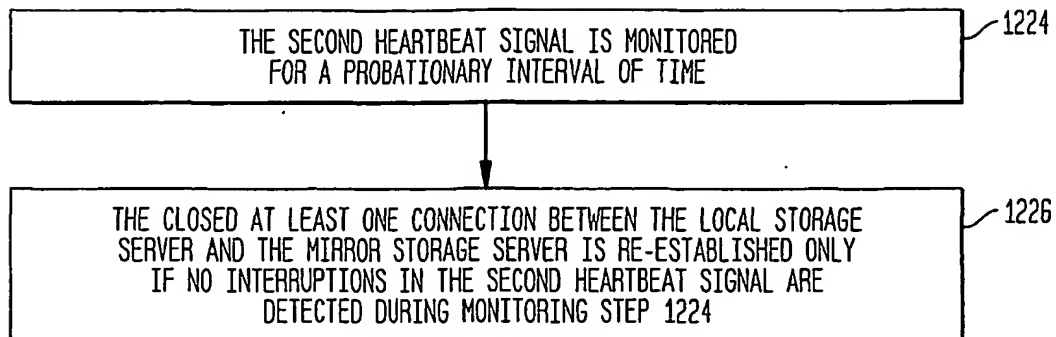 THE SECOND HEARTBEAT SIGNAL IS MONITORED
FOR A PROBATIONARY INTERVAL OF TIME
1224
THE CLOSED AT LEAST ONE CONNECTION BETWEEN THE LOCAL STORAGE
SERVER AND THE MIRROR STORAGE SERVER IS RE-ESTABLISHED ONLY
IF NO INTERRUPTIONS IN THE SECOND HEARTBEAT SIGNAL ARE
DETECTED DURING MONITORING STEP 1224
1226